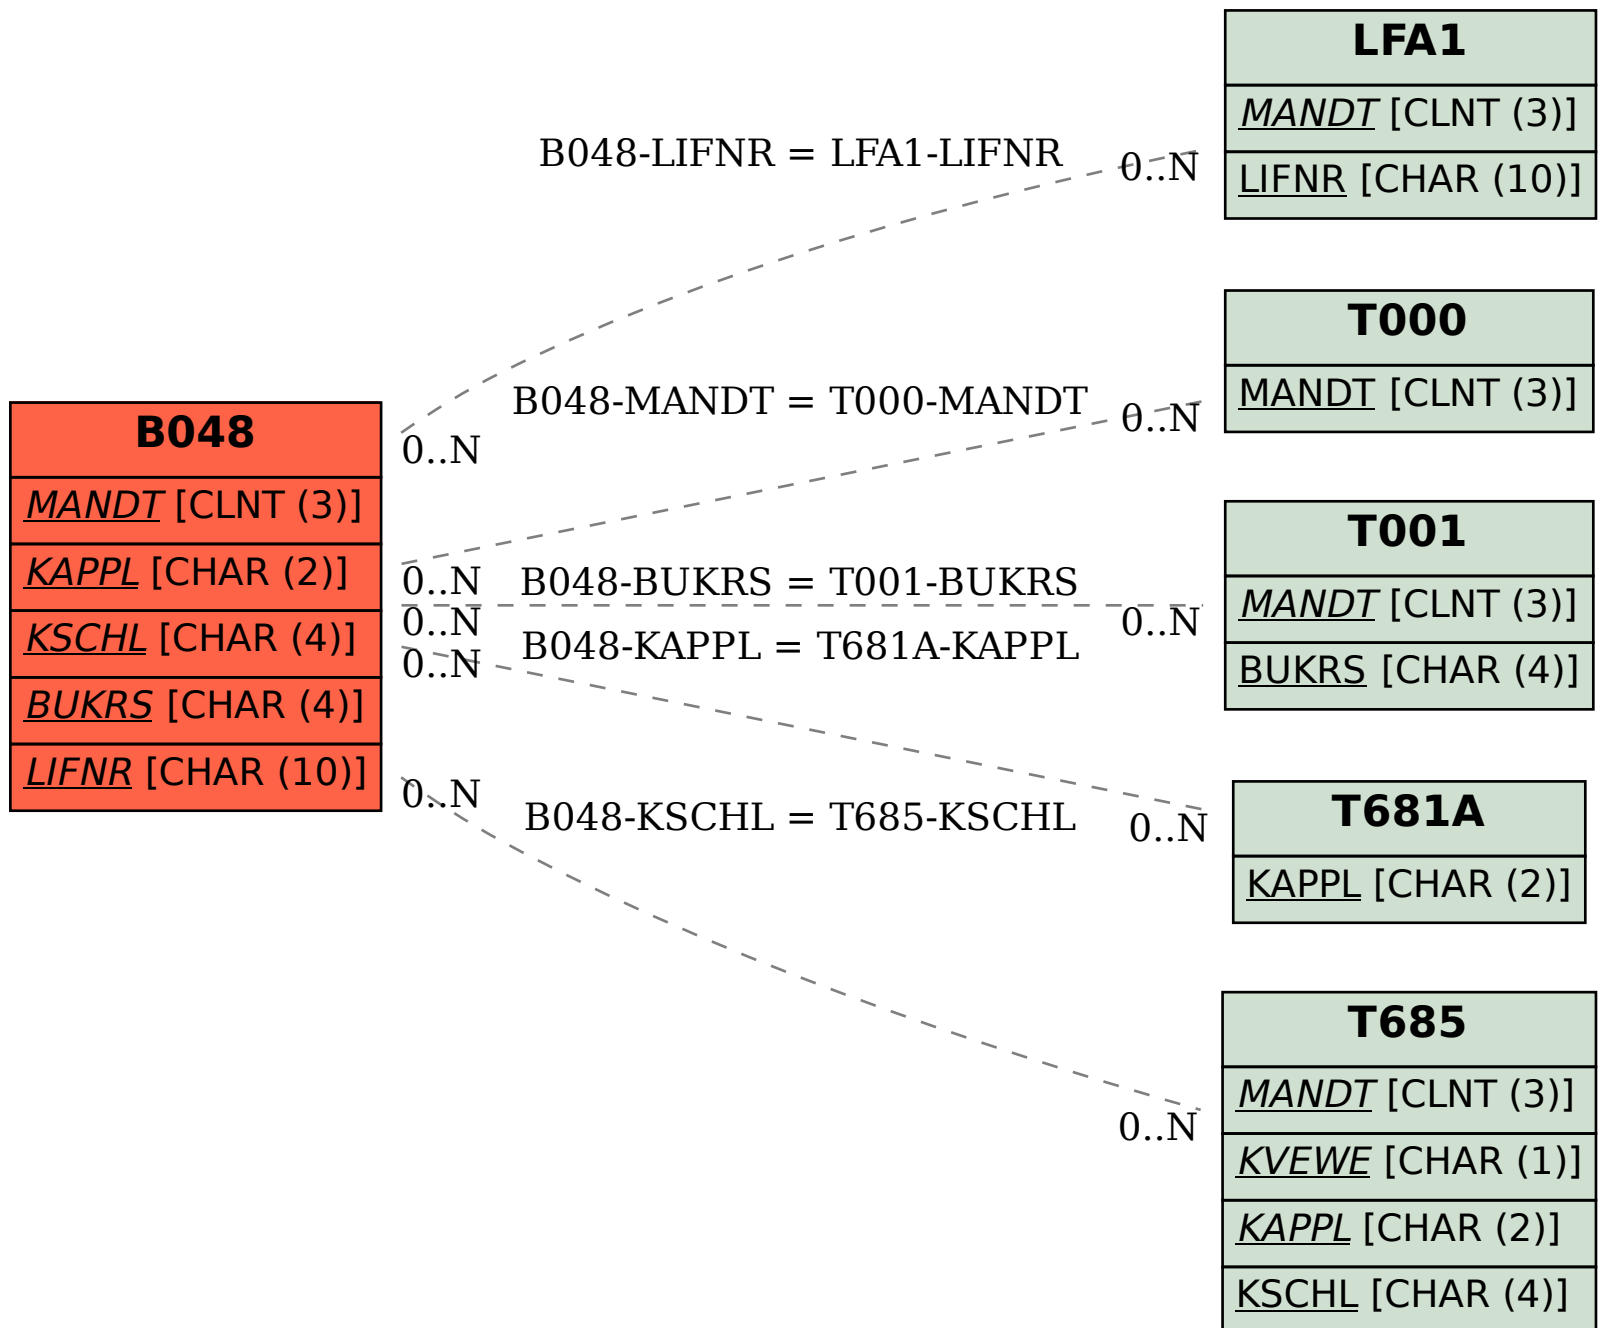 B048
MANDT [CLNT (3)]
KAPPL [CHAR (2)]
KSCHL [CHAR (4)]
BUKRS [CHAR (4)]
LIFNR [CHAR (10)]
B048-LIFNR = LFA1-LIFNR
0..N
0..N
B048-MANDT = T000-MANDT
0..N
0..N
B048-BUKRS = T001-BUKRS
0..N
0..N
B048-KAPPL = T681A-KAPPL
0..N
0..N
B048-KSCHL = T685-KSCHL
0..N
0..N
LFA1
MANDT [CLNT (3)]
LIFNR [CHAR (10)]
T000
MANDT [CLNT (3)]
T001
MANDT [CLNT (3)]
BUKRS [CHAR (4)]
T681A
KAPPL [CHAR (2)]
T685
MANDT [CLNT (3)]
KVEWE [CHAR (1)]
KAPPL [CHAR (2)]
KSCHL [CHAR (4)]